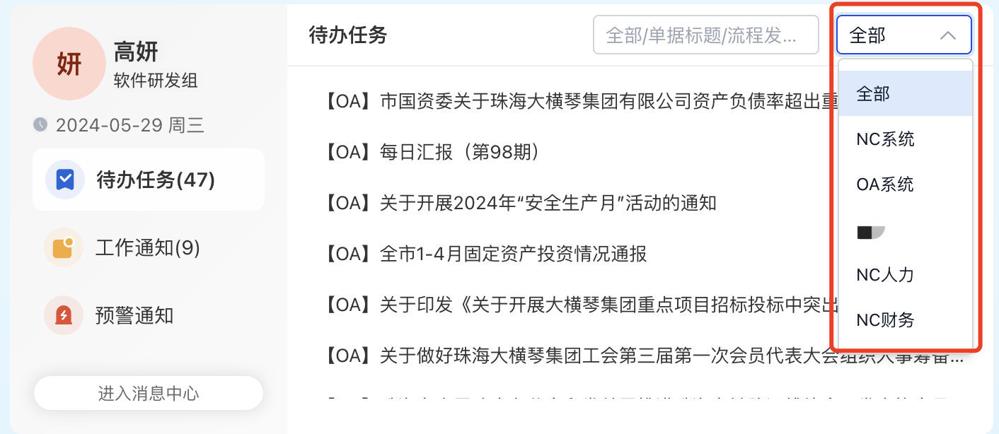 妍
高妍
软件研发组
2024-05-29 周三
待办任务(47)
工作通知(9)
预警通知
进入消息中心
待办任务
全部/单据标题/流程发...
全部
【OA】市国资委关于珠海大横琴集团有限公司资产负债率超出重
【OA】每日汇报（第98期）
【OA】关于开展2024年“安全生产月”活动的通知
【OA】全市1-4月固定资产投资情况通报
【OA】关于印发《关于开展大横琴集团重点项目招标投标中突出
【OA】关于做好珠海大横琴集团工会第三届第一次会员代表大会组织人事筹备...
全部
NC系统
OA系统
NC人力
NC财务